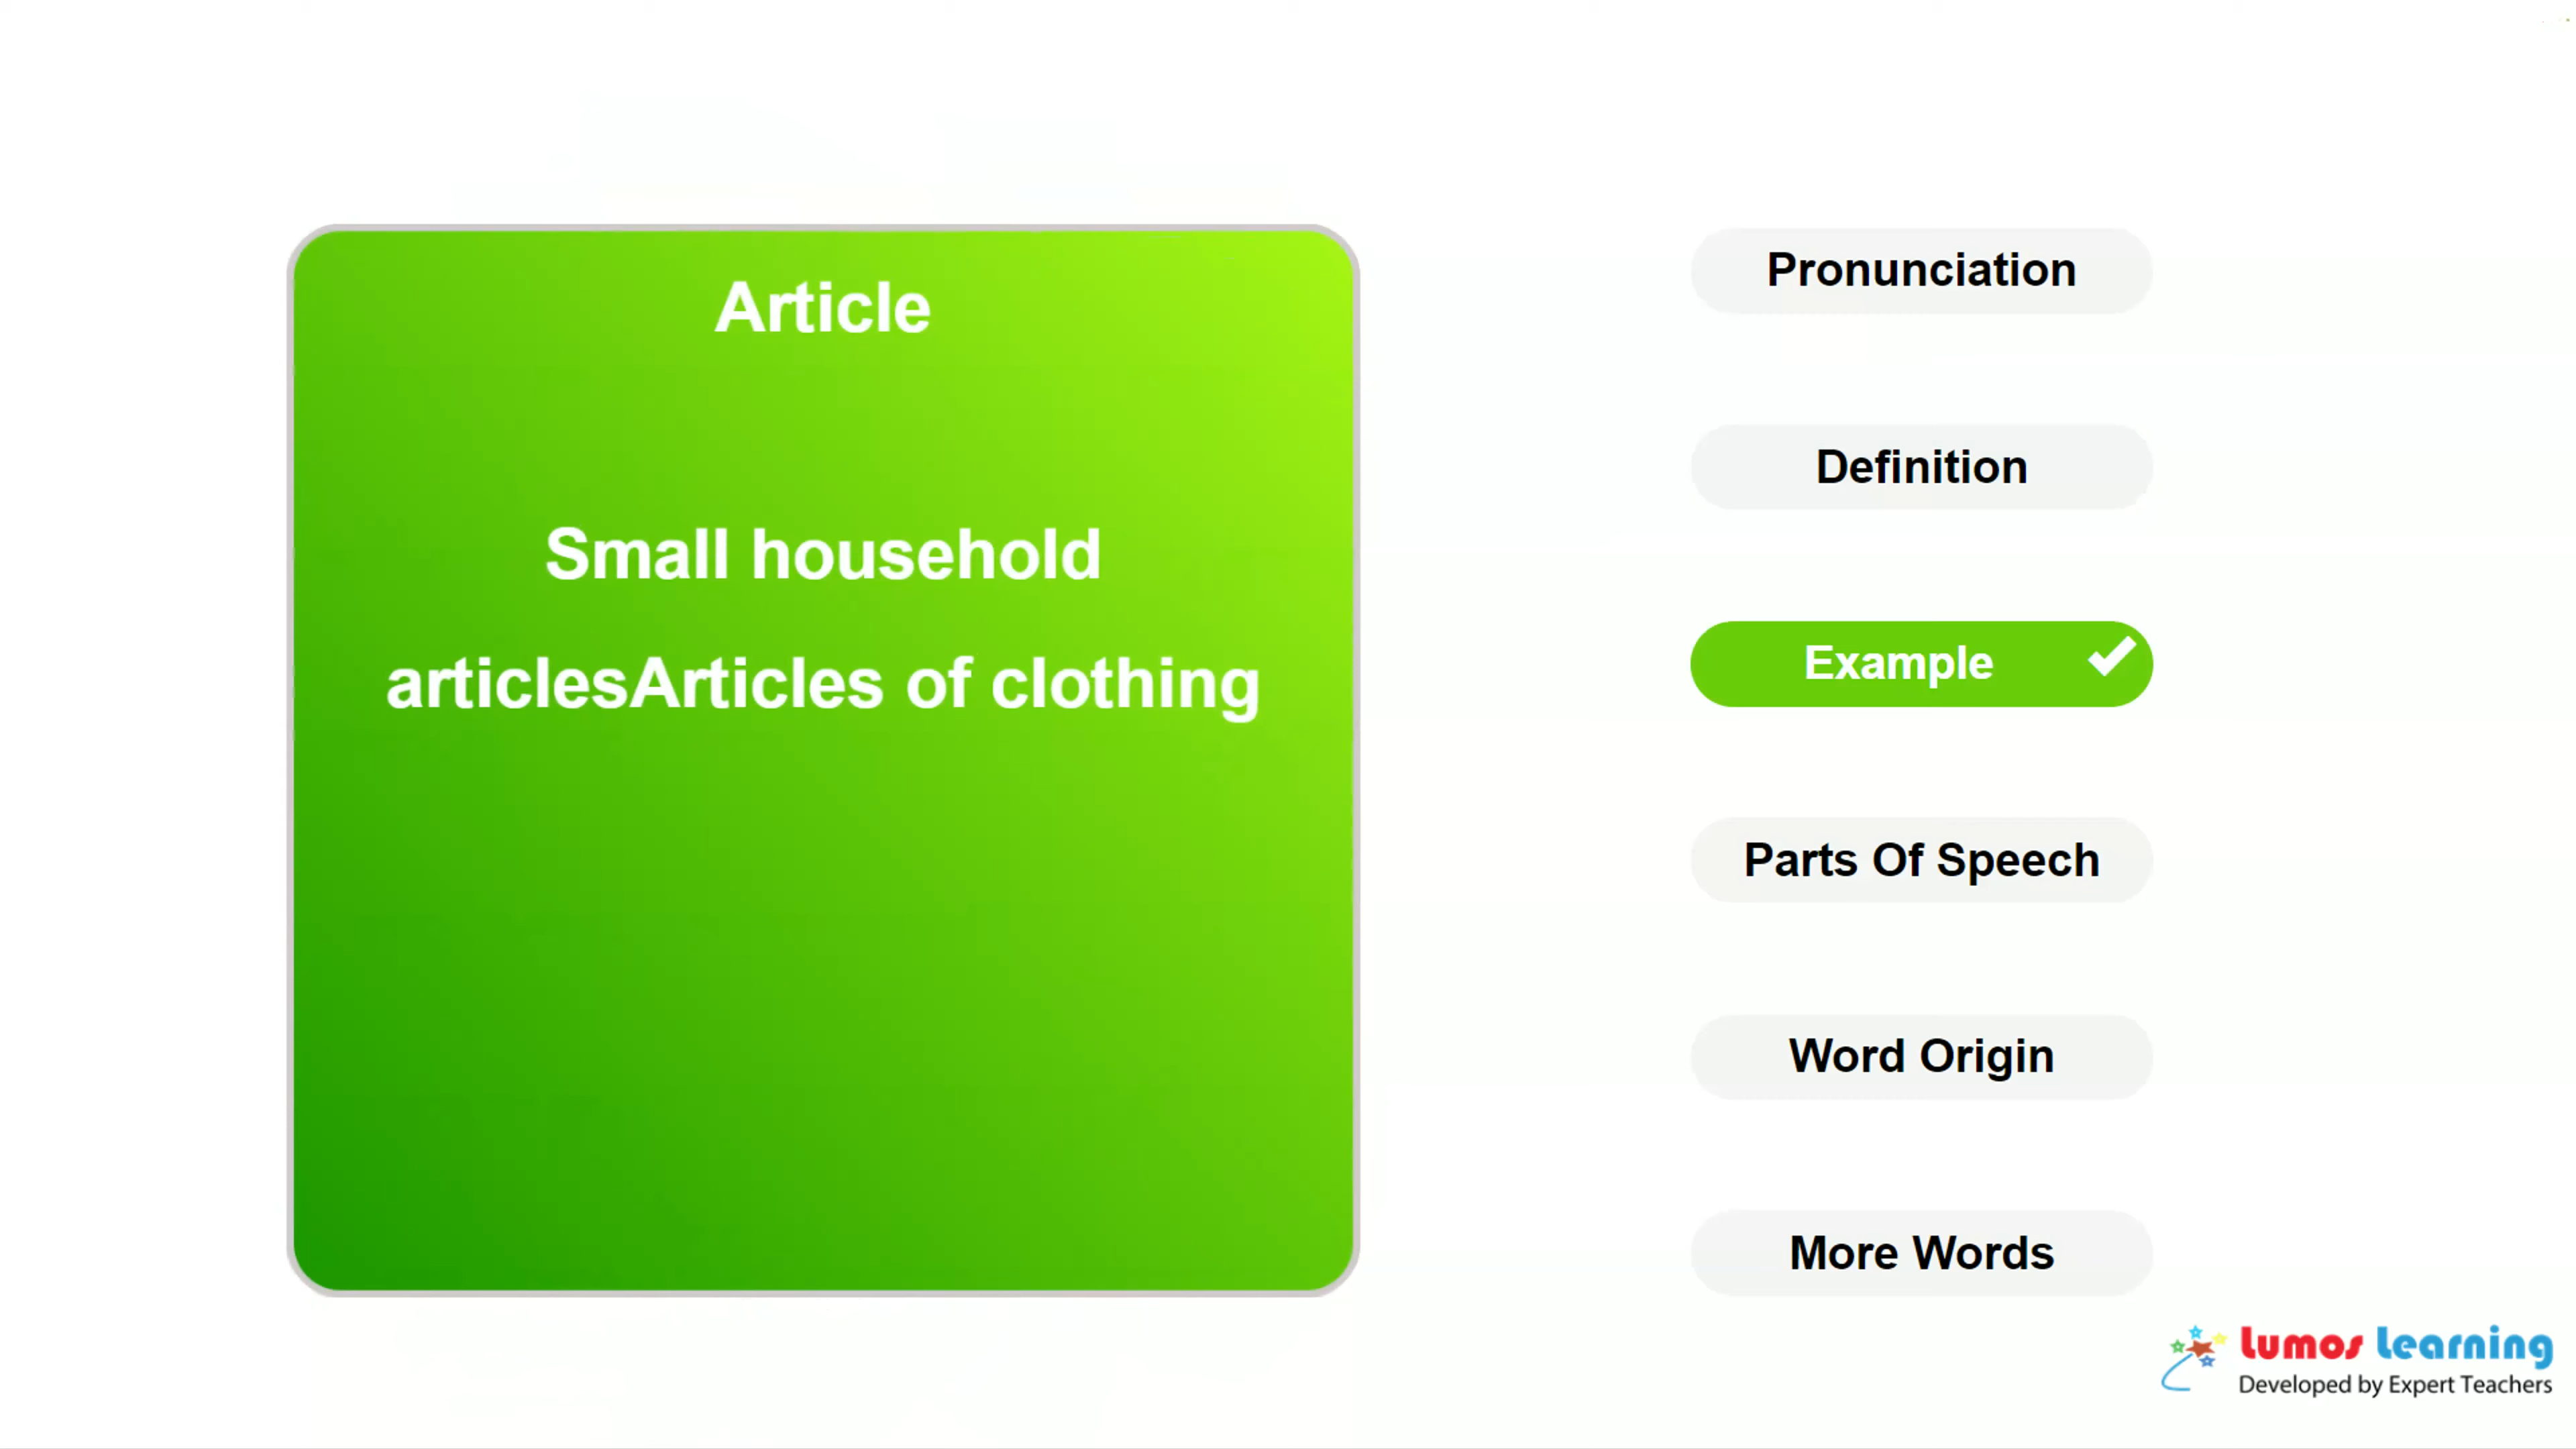 Article
Small household
articlesArticles of clothing
Pronunciation
Definition
Example
Parts Of Speech
Word Origin
More Words
Lumos Learning
Developed by Expert Teachers